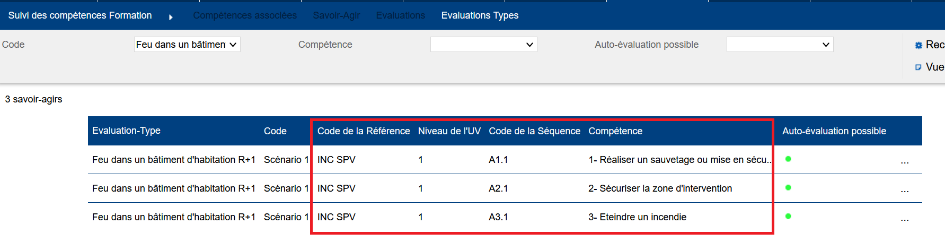 Suivi des compétences Formation Compétences associées Savoir-Agir Evaluations Evaluations Types
Code Feu dans un bâtimen Compétence Auto-évaluation possible Rec
Vue
3 savoir-agirs
Evaluation-Type Code Code de la Référence Niveau de l'UV Code de la Séquence Compétence Auto-évaluation possible
Feu dans un bâtiment d'habitation R+1 Scénario 1 INC SPV 1 A1.1 1- Réaliser un sauvetage ou mise en sécu... ...
Feu dans un bâtiment d'habitation R+1 Scénario 1 INC SPV 1 A2.1 2- Sécuriser la zone d'intervention ...
Feu dans un bâtiment d'habitation R+1 Scénario 1 INC SPV 1 A3.1 3- Eteindre un incendie ...